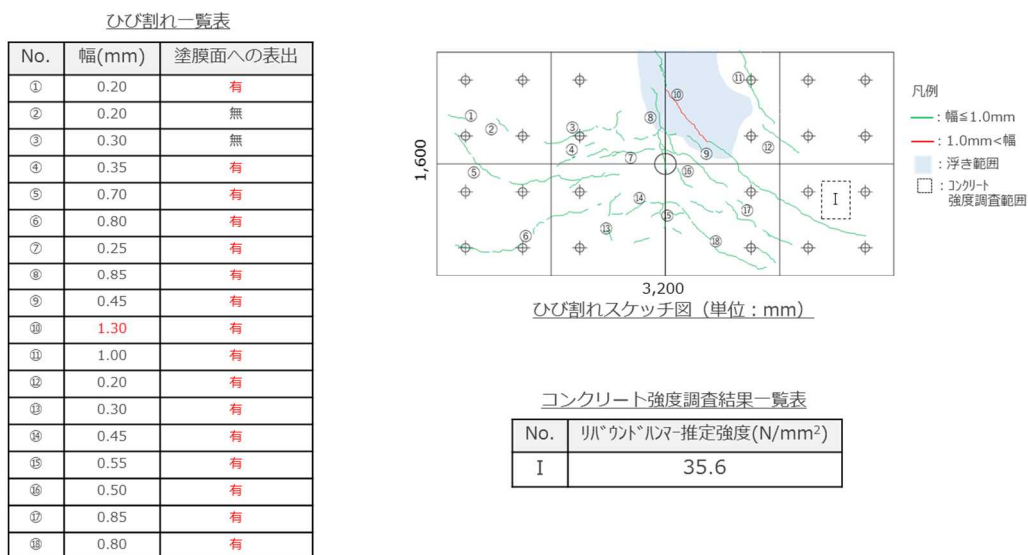 ひび割れ一覧表
No. 幅(mm) 塗膜面への表出
① 0.20 有
② 0.20 無
③ 0.30 無
④ 0.35 有
⑤ 0.70 有
⑥ 0.80 有
⑦ 0.25 有
⑧ 0.85 有
⑨ 0.45 有
⑩ 1.30 有
⑪ 1.00 有
⑫ 0.20 有
⑬ 0.30 有
⑭ 0.45 有
⑮ 0.55 有
⑯ 0.50 有
⑰ 0.85 有
⑱ 0.80 有
1,600
①
②
③
④
⑤
⑥
⑦
⑧
⑨
⑩
⑪
⑫
⑬
⑭
⑮
⑯
⑰
⑱
I
3,200
ひび割れスケッチ図（単位：mm）
凡例
：幅≦1.0mm
：1.0mm<幅
：浮き範囲
：ｺﾝｸﾘｰﾄ
強度調査範囲
コンクリート強度調査結果一覧表
No. ﾘﾊﾞｳﾝﾄﾞﾊﾝﾏｰ推定強度(N/mm²)
I 35.6